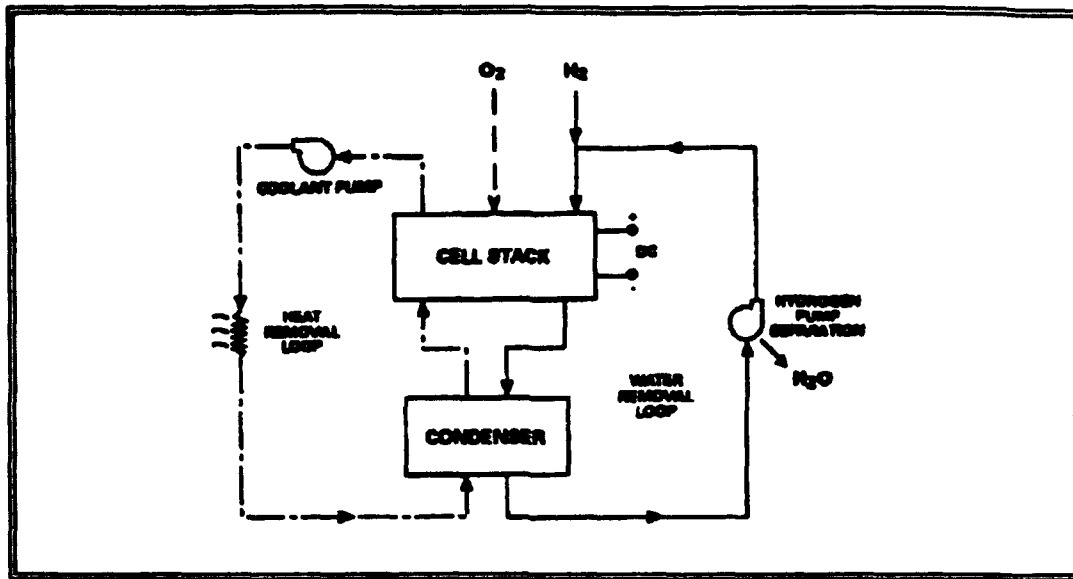 O2
H2
COOLANT PUMP
CELL STACK
+
DC
-
HEAT
REMOVAL
LOOP
HYDROGEN
PUMP
SEPARATION
H2O
WATER
REMOVAL
LOOP
CONDENSER